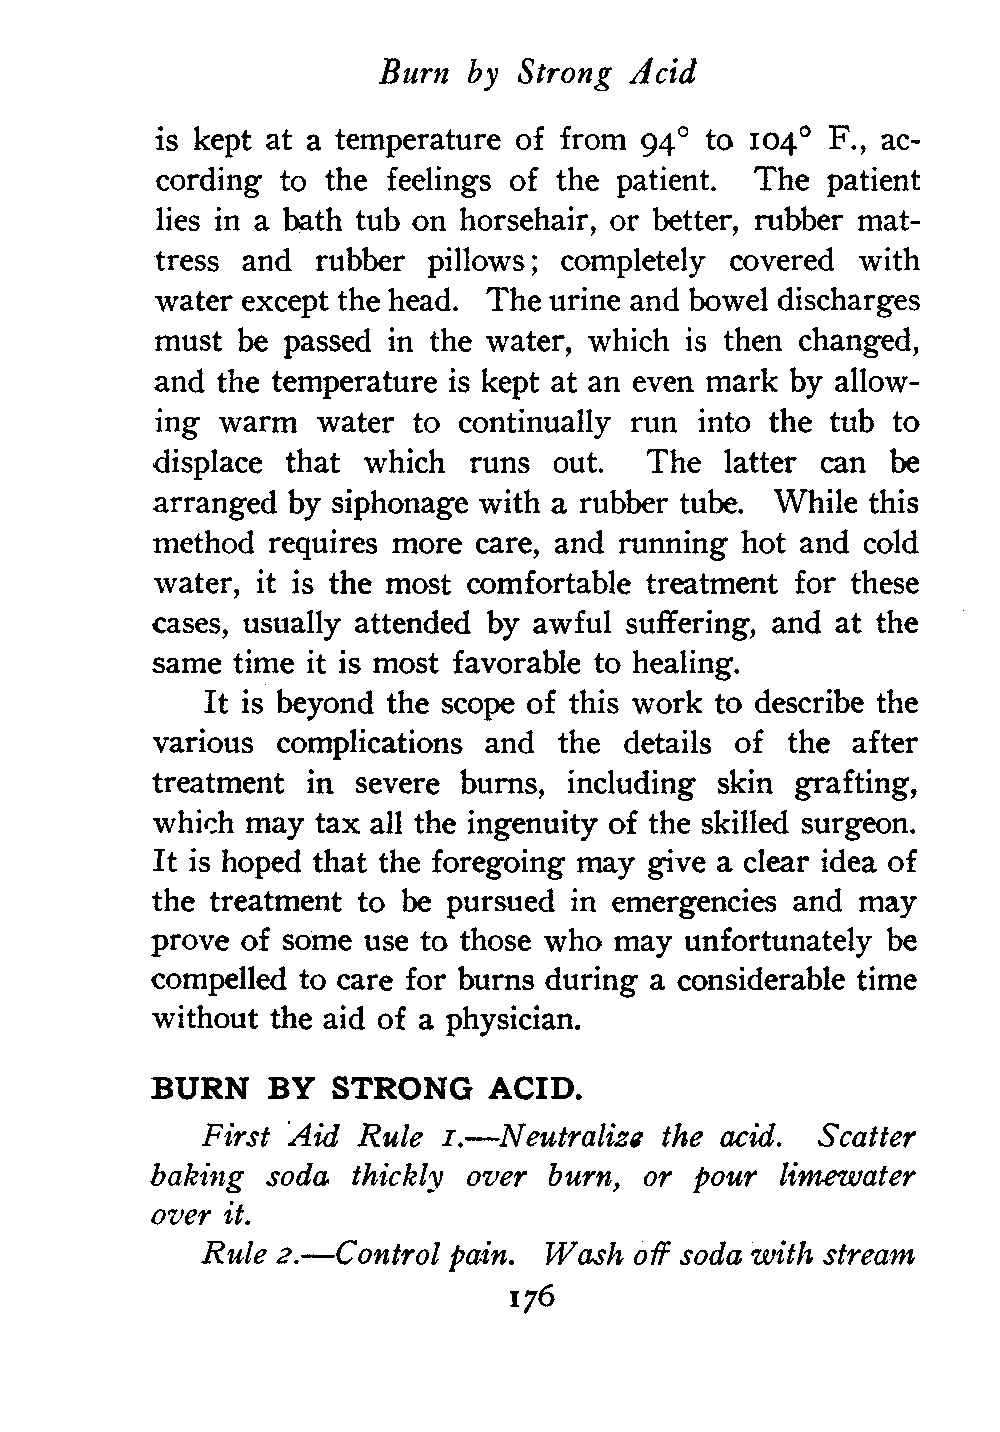 Burn by Strong Acid
is kept at a temperature of from 94° to 104° F., ac-
cording to the feelings of the patient. The patient
lies in a bath tub on horsehair, or better, rubber mat-
tress and rubber pillows; completely covered with
water except the head. The urine and bowel discharges
must be passed in the water, which is then changed,
and the temperature is kept at an even mark by allow-
ing warm water to continually run into the tub to
displace that which runs out. The latter can be
arranged by siphonage with a rubber tube. While this
method requires more care, and running hot and cold
water, it is the most comfortable treatment for these
cases, usually attended by awful suffering, and at the
same time it is most favorable to healing.
It is beyond the scope of this work to describe the
various complications and the details of the after
treatment in severe burns, including skin grafting,
which may tax all the ingenuity of the skilled surgeon.
It is hoped that the foregoing may give a clear idea of
the treatment to be pursued in emergencies and may
prove of some use to those who may unfortunately be
compelled to care for burns during a considerable time
without the aid of a physician.
BURN BY STRONG ACID.
First Aid Rule 1.—Neutralize the acid. Scatter
baking soda thickly over burn, or pour limewater
over it.
Rule 2.—Control pain. Wash off soda with stream
176